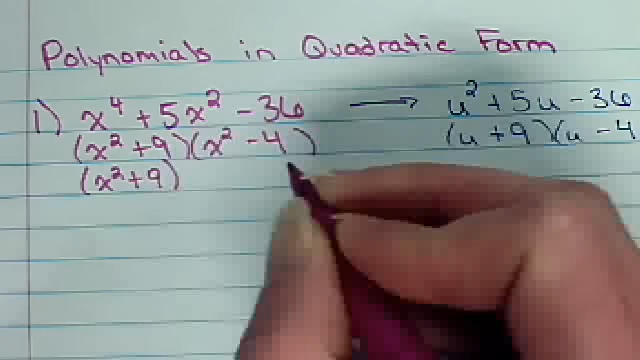 Polynomials in Quadratic Form
1) x⁴ + 5x² - 36 → u² + 5u - 36
(x² + 9)(x² - 4) (u + 9)(u - 4
(x² + 9)